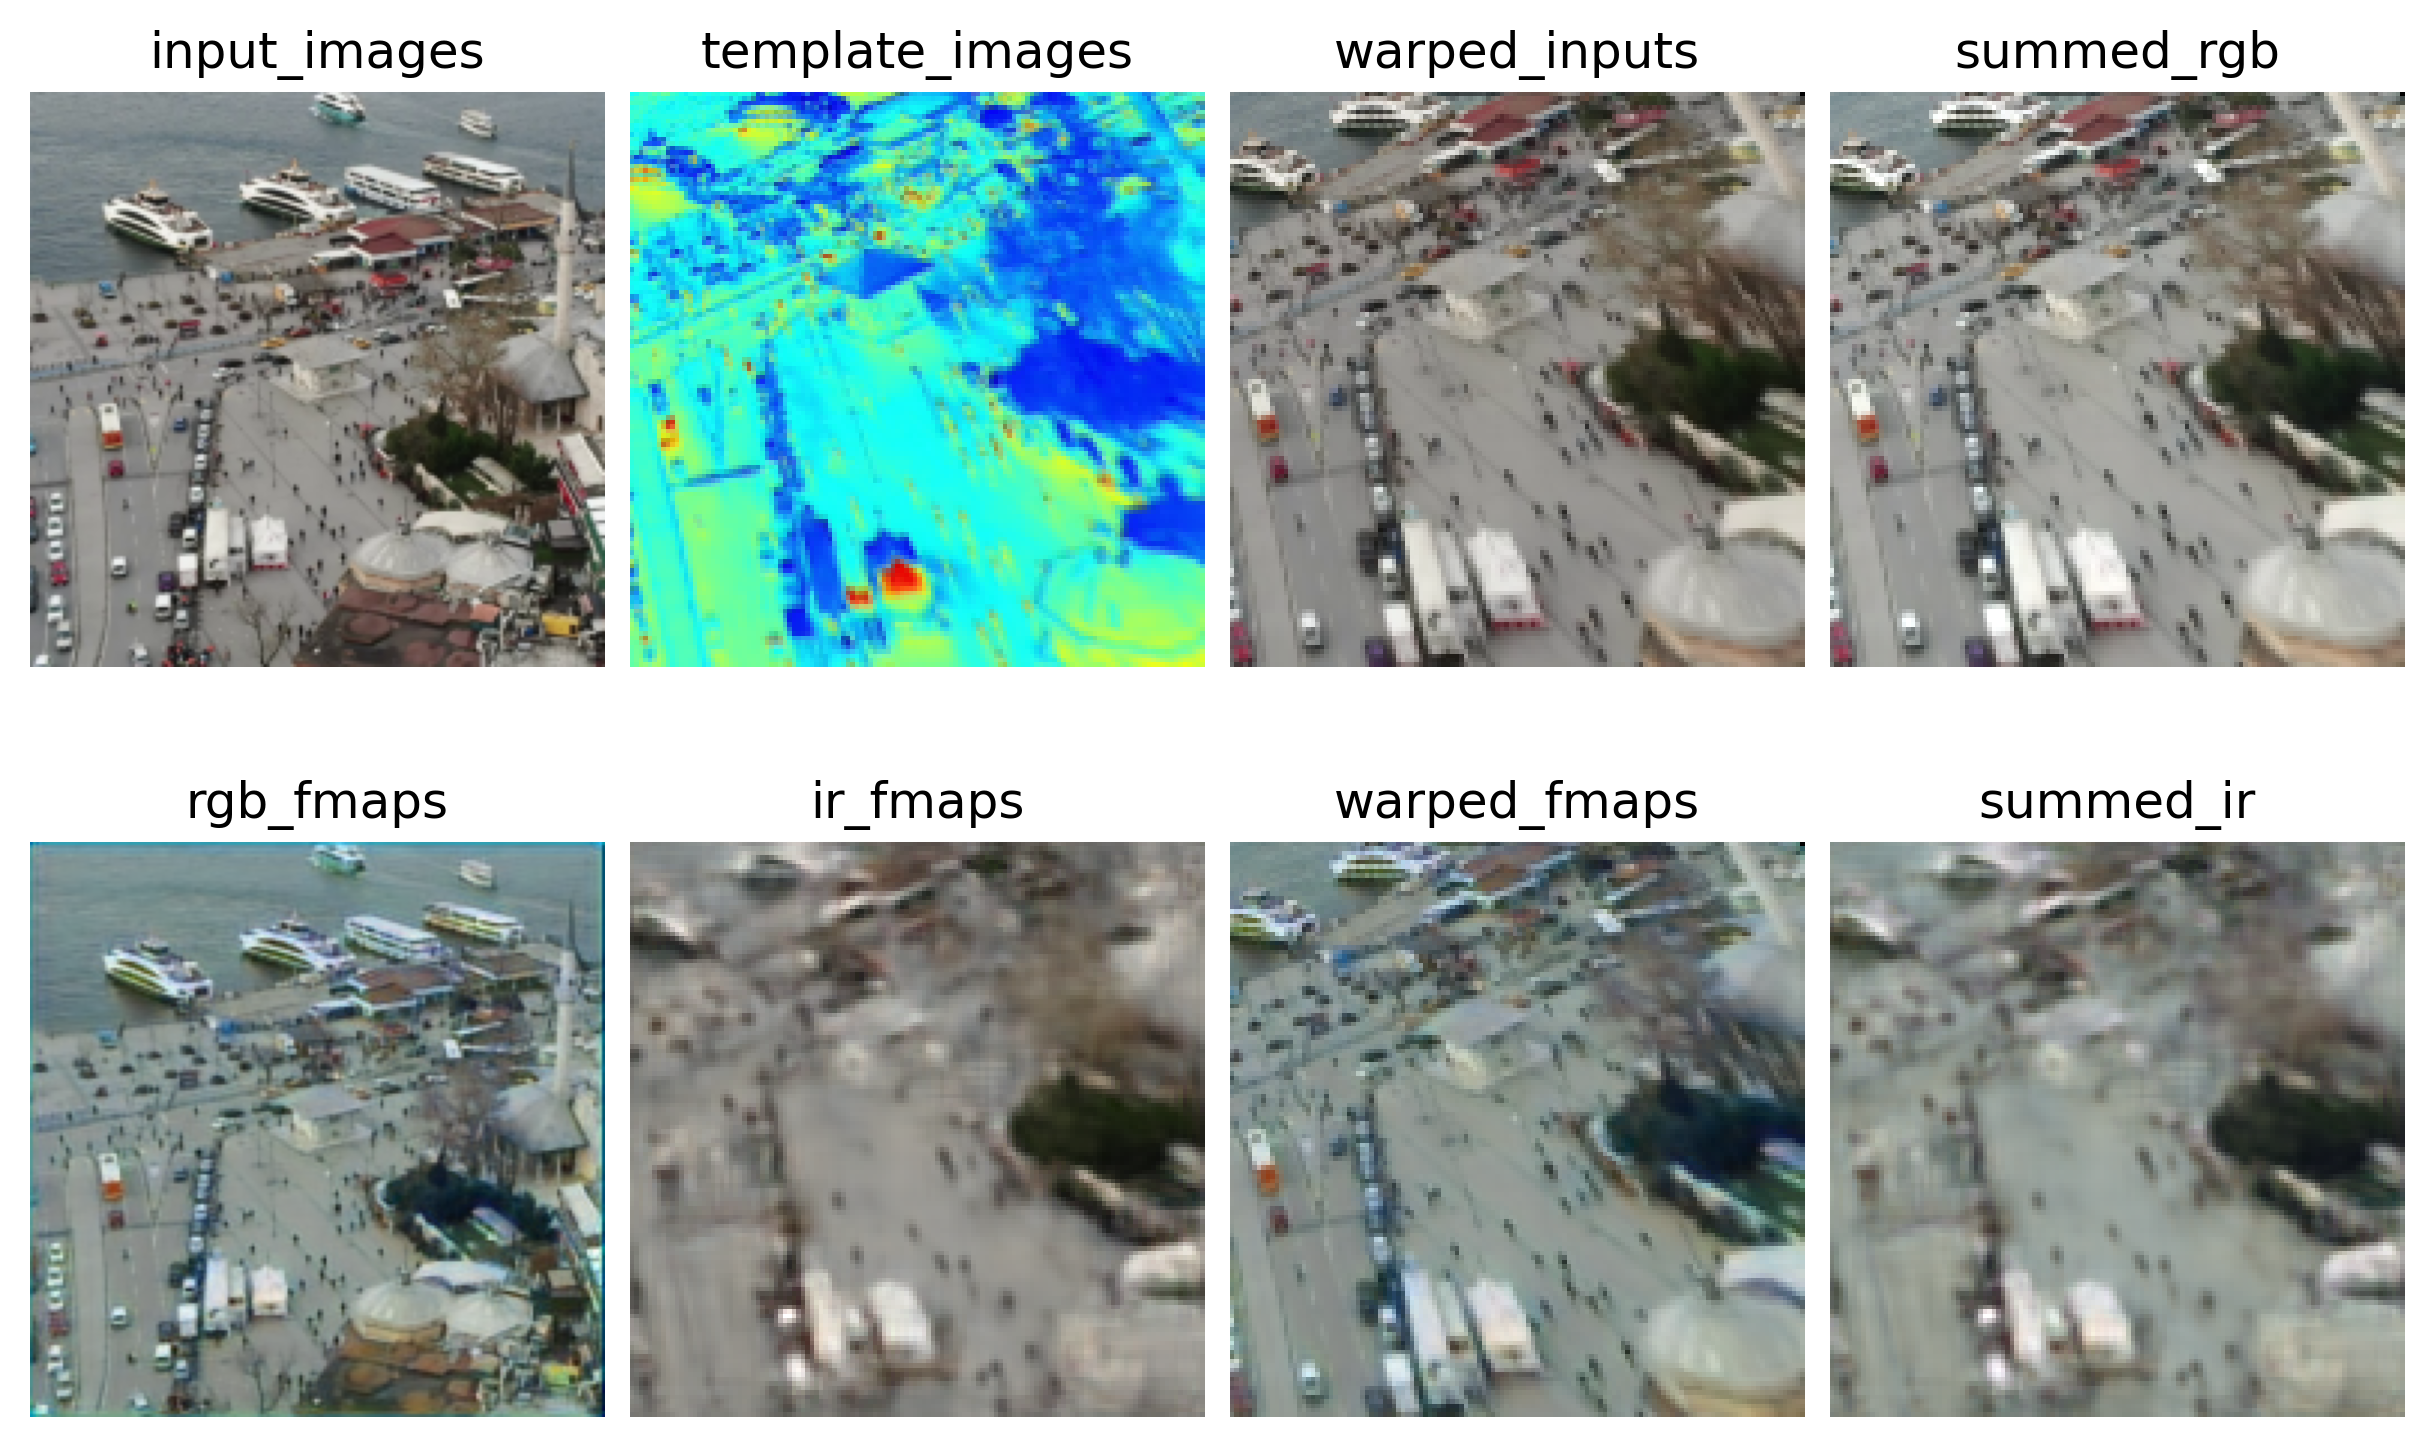 input_images
template_images
warped_inputs
summed_rgb
rgb_fmaps
ir_fmaps
warped_fmaps
summed_ir